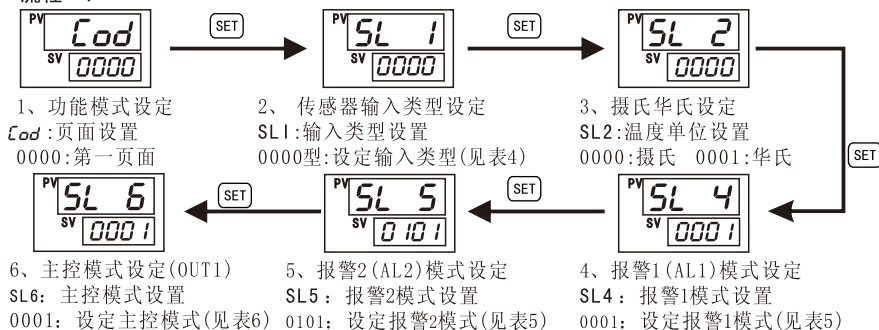 PV Cod
SV 0000
SET
PV SL 1
SV 0000
SET
PV SL 2
SV 0000
1、功能模式设定
Cod:页面设置
0000:第一页面
2、 传感器输入类型设定
SL1:输入类型设置
0000型:设定输入类型(见表4)
3、摄氏华氏设定
SL2:温度单位设置
0000:摄氏 0001:华氏
SET
PV SL 6
SV 0001
SET
PV SL 5
SV 0101
SET
PV SL 4
SV 0001
6、主控模式设定(OUT1)
SL6: 主控模式设置
0001: 设定主控模式(见表6)
5、报警2(AL2)模式设定
SL5: 报警2模式设置
0101: 设定报警2模式(见表5)
4、报警1(AL1)模式设定
SL4: 报警1模式设置
0001: 设定报警1模式(见表5)